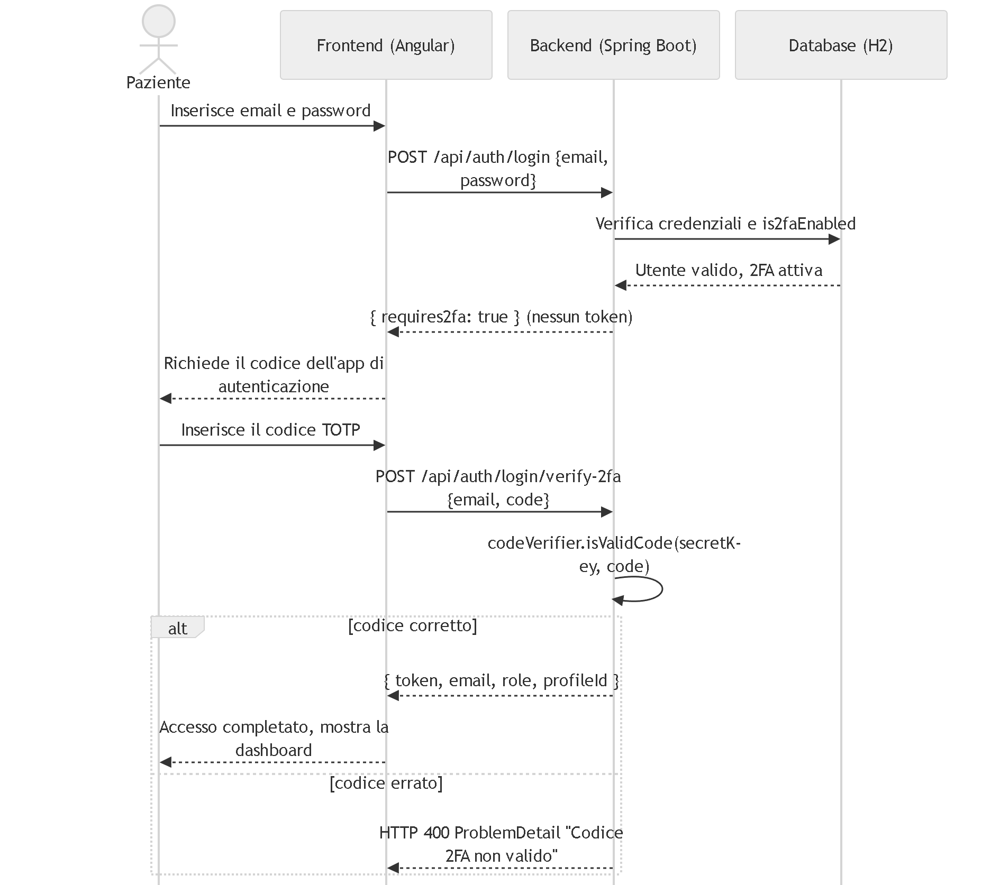 Frontend (Angular)
Backend (Spring Boot)
Database (H2)
Paziente
Inserisce email e password
POST /api/auth/login {email,
password}
Verifica credenziali e is2faEnabled
Utente valido, 2FA attiva
{ requires2fa: true } (nessun token)
Richiede il codice dell'app di
autenticazione
Inserisce il codice TOTP
POST /api/auth/login/verify-2fa
{email, code}
codeVerifier.isValidCode(secretK-
ey, code)
alt
[codice corretto]
{ token, email, role, profileId }
Accesso completato, mostra la
dashboard
[codice errato]
HTTP 400 ProblemDetail "Codice
2FA non valido"